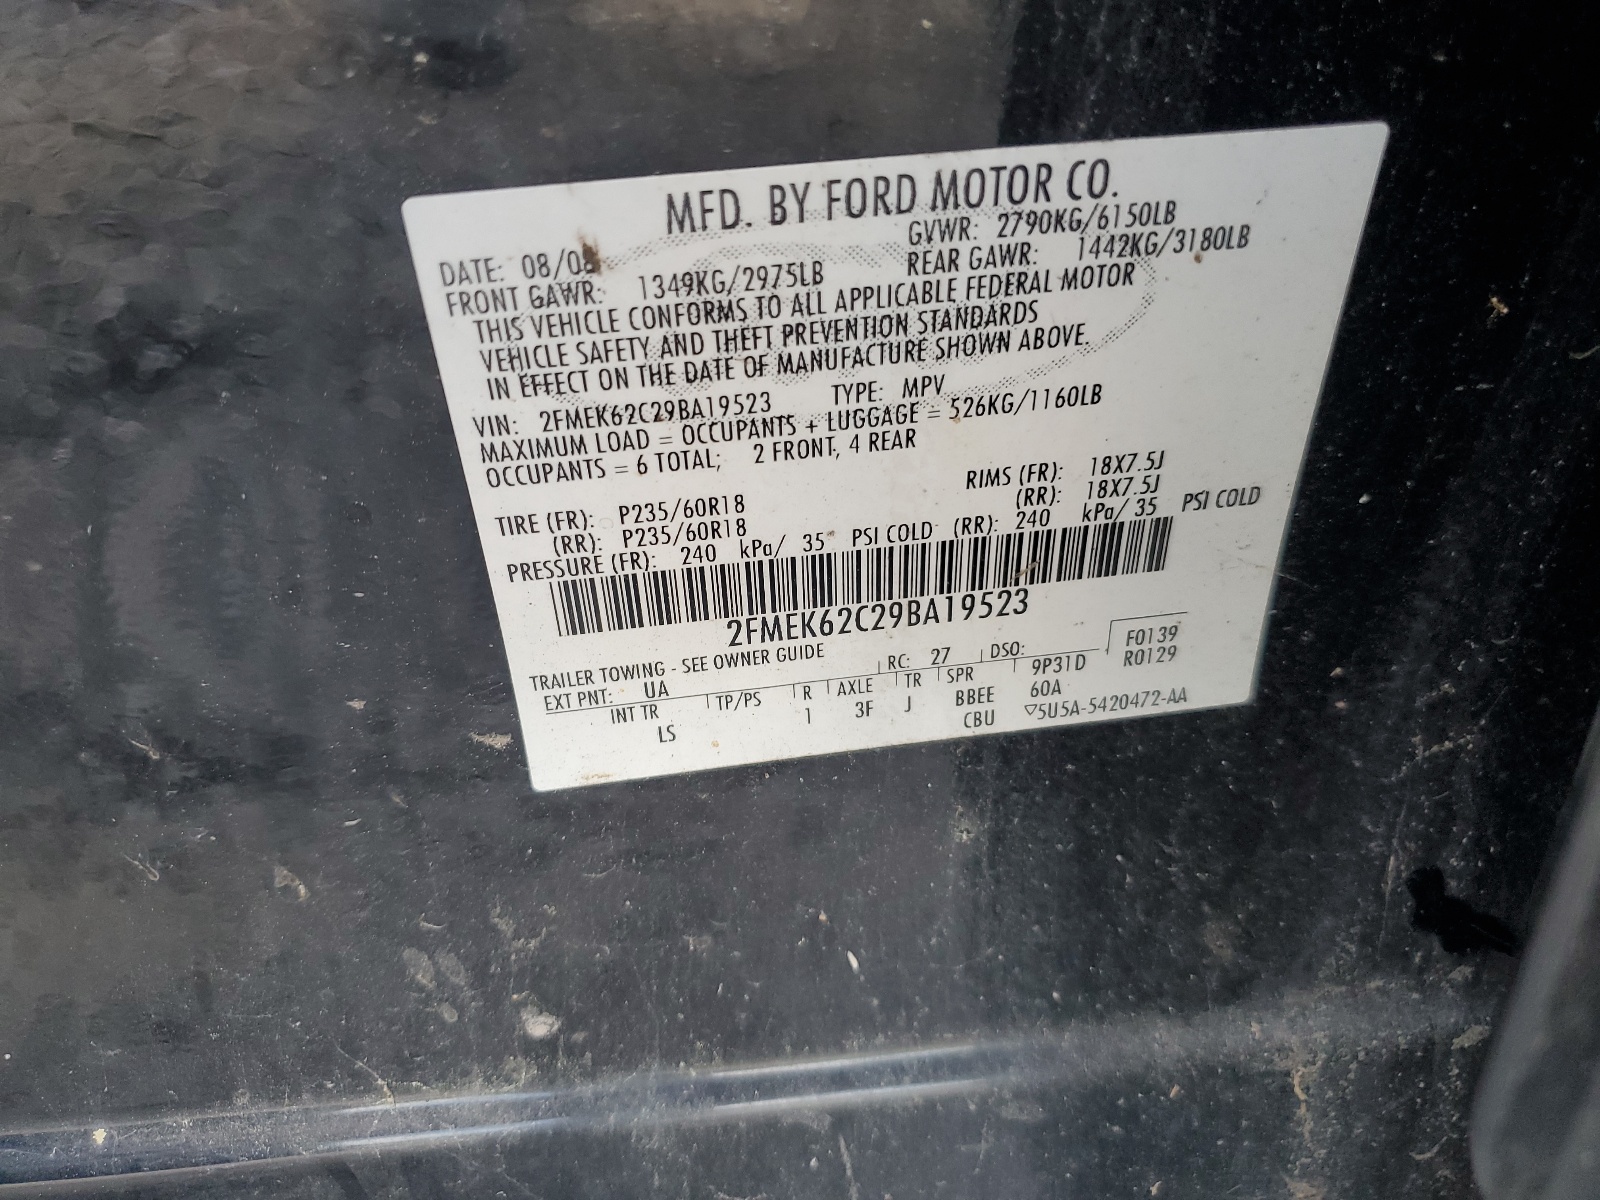 MFD. BY FORD MOTOR CO.
DATE: 08/08 GVWR: 2790KG/6150LB
FRONT GAWR: 1349KG/2975LB REAR GAWR: 1442KG/3180LB
THIS VEHICLE CONFORMS TO ALL APPLICABLE FEDERAL MOTOR
VEHICLE SAFETY AND THEFT PREVENTION STANDARDS
IN EFFECT ON THE DATE OF MANUFACTURE SHOWN ABOVE.
VIN: 2FMEK62C29BA19523 TYPE: MPV
MAXIMUM LOAD = OCCUPANTS + LUGGAGE = 526KG/1160LB
OCCUPANTS = 6 TOTAL; 2 FRONT, 4 REAR
TIRE (FR): P235/60R18 RIMS (FR): 18X7.5J
(RR): P235/60R18 (RR): 18X7.5J
PRESSURE (FR): 240 kPa/ 35 PSI COLD (RR): 240 kPa/ 35 PSI COLD
2FMEK62C29BA19523
TRAILER TOWING - SEE OWNER GUIDE
EXT PNT: UA RC: 27 DSO: F0139
INT TR TP/PS R AXLE TR SPR 9P31D R0129
LS 1 3F J BBEE 60A
CBU ▽5U5A-5420472-AA